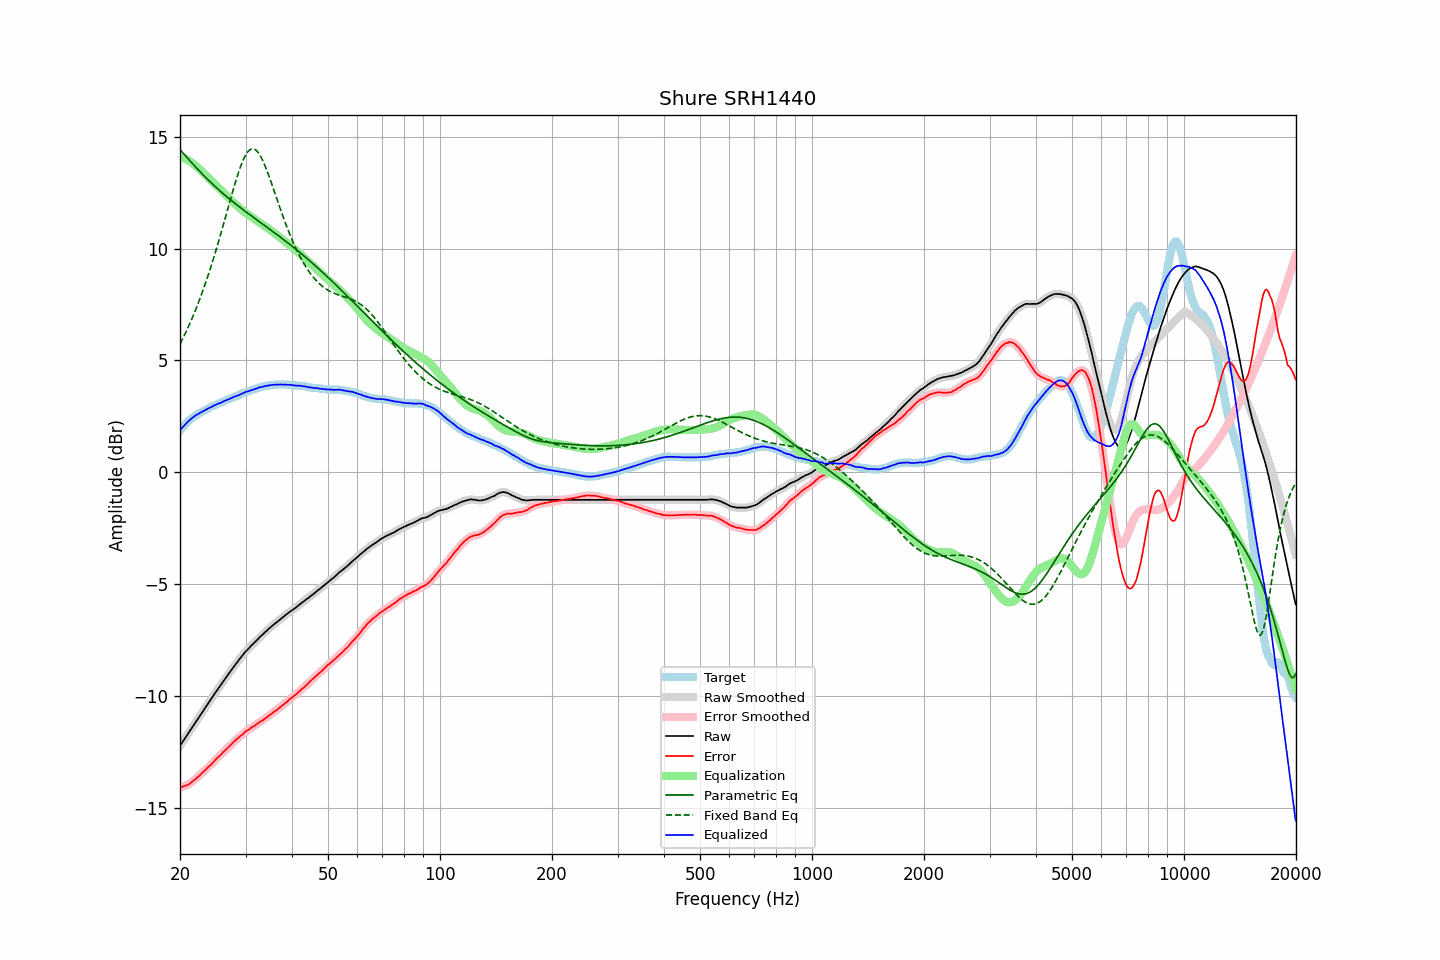 Shure SRH1440
Amplitude (dBr)
15
10
5
0
−5
−10
−15
Target
Raw Smoothed
Error Smoothed
Raw
Error
Equalization
Parametric Eq
Fixed Band Eq
Equalized
20 50 100 200 500 1000 2000 5000 10000 20000
Frequency (Hz)